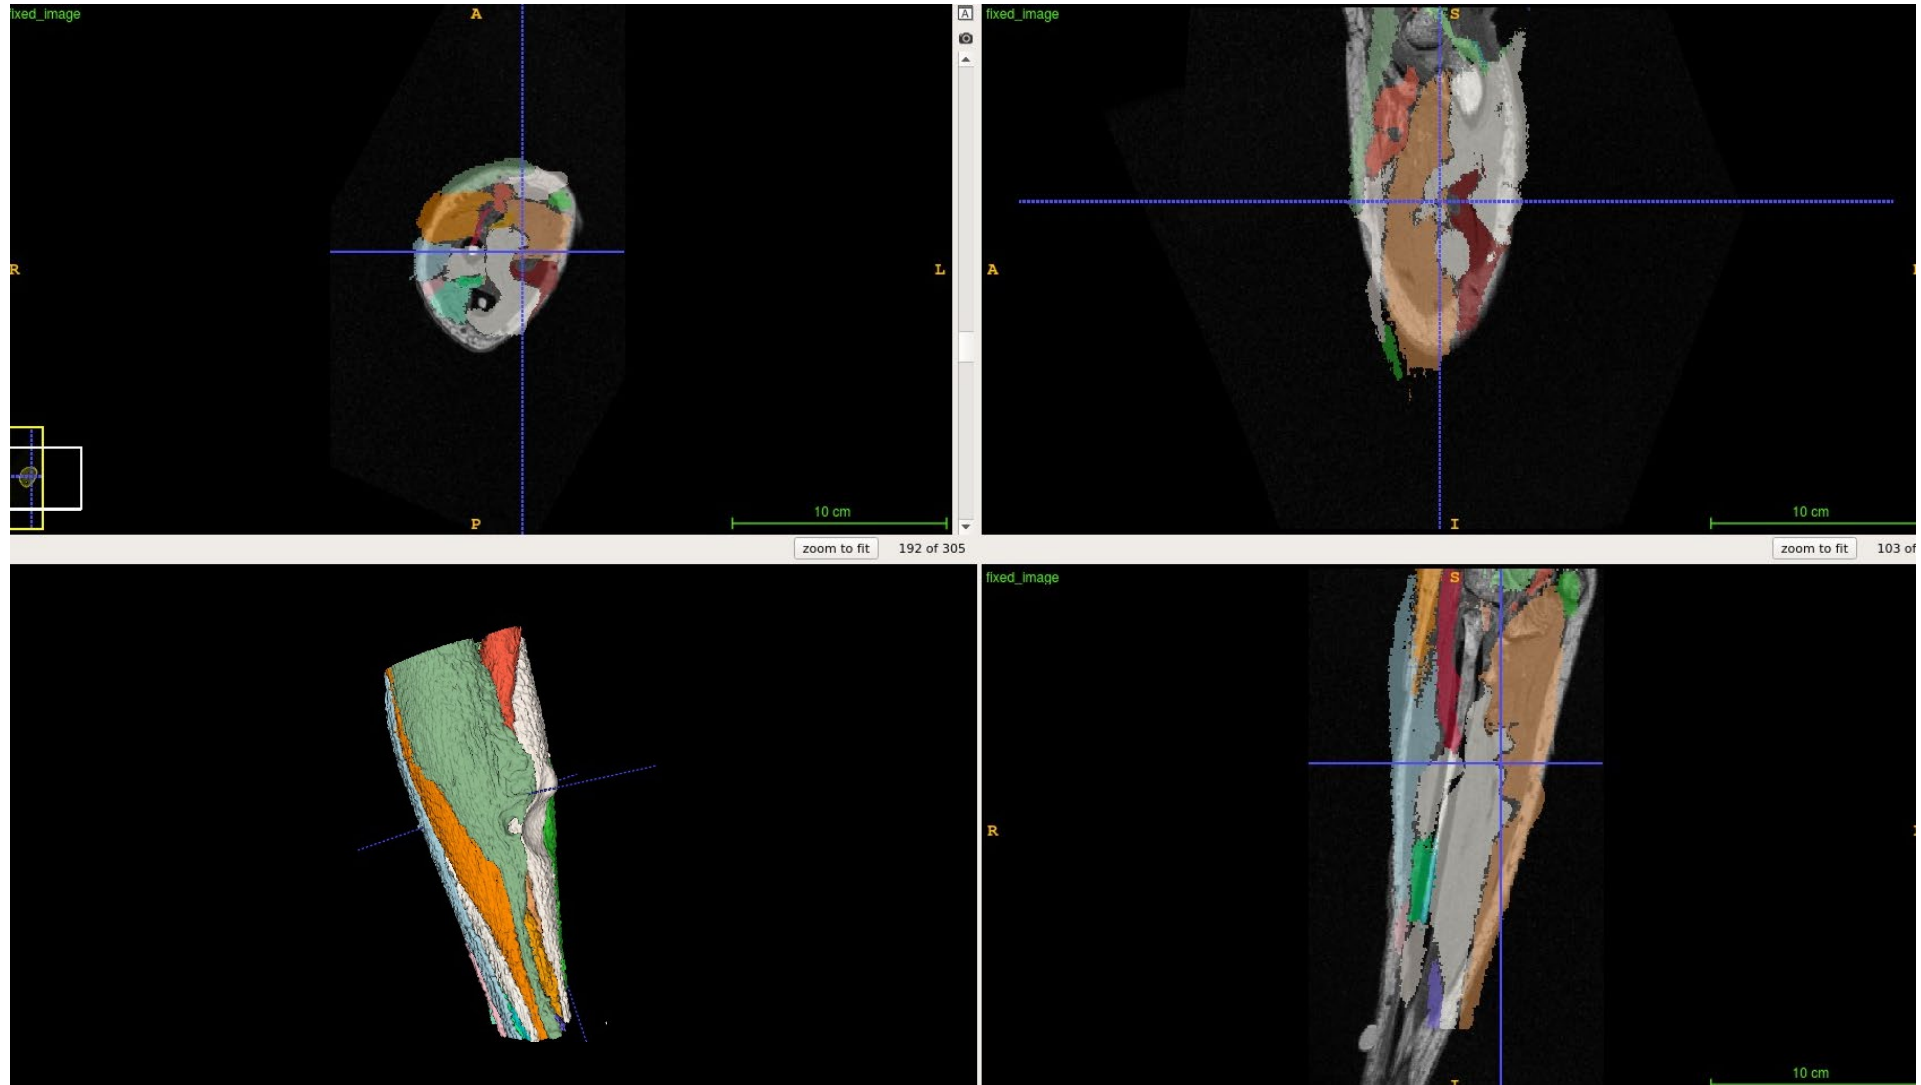 fixed_image
A
A
R
L
P
10 cm
zoom to fit
192 of 305
fixed_image
S
A
I
10 cm
zoom to fit
103 of
fixed_image
S
R
10 cm